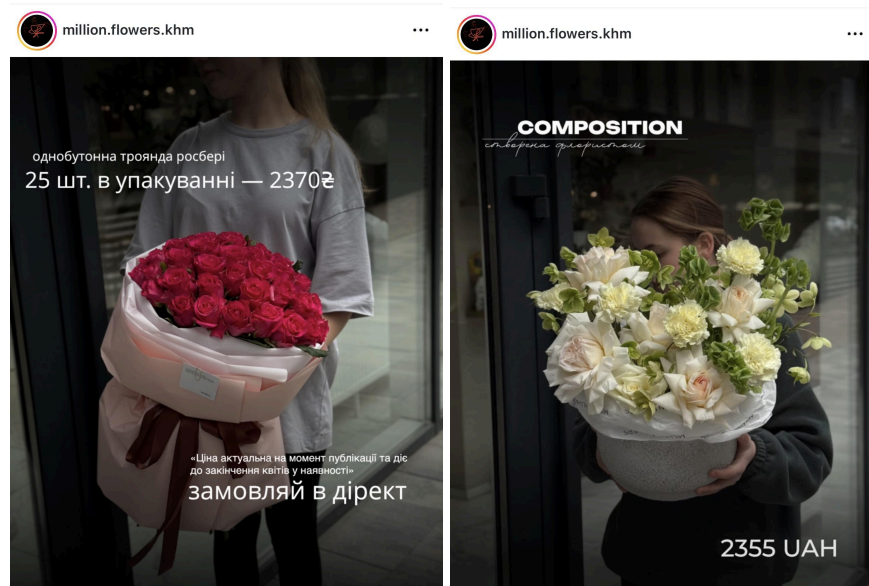 million.flowers.khm
однобутонна троянда росбері
25 шт. в упакуванні — 2370₴
«Ціна актуальна на момент публікації та діє
до закінчення квітів у наявності»
замовляй в дірект
million.flowers.khm
COMPOSITION
створена флористом
2355 UAH